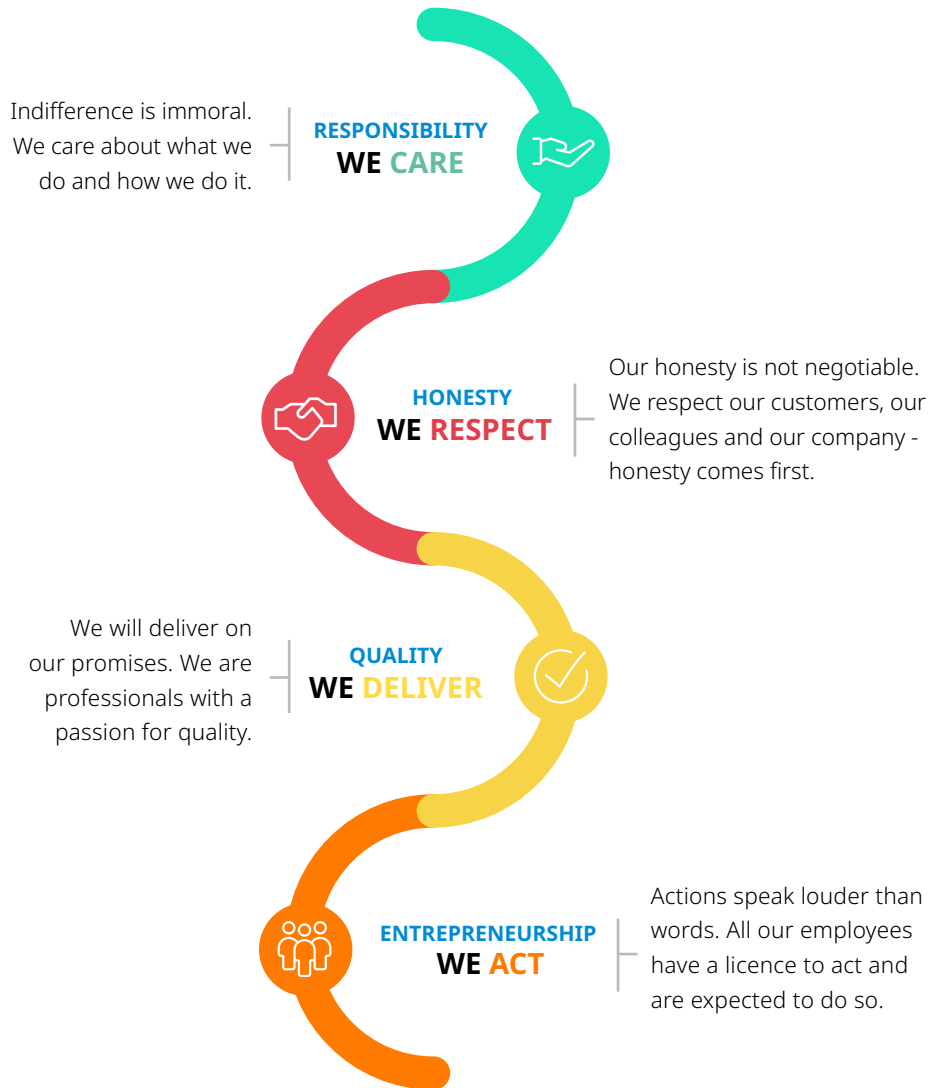 Indifference is immoral.
We care about what we
do and how we do it.
RESPONSIBILITY
WE CARE
HONESTY
WE RESPECT
Our honesty is not negotiable.
We respect our customers, our
colleagues and our company -
honesty comes first.
We will deliver on
our promises. We are
professionals with a
passion for quality.
QUALITY
WE DELIVER
ENTREPRENEURSHIP
WE ACT
Actions speak louder than
words. All our employees
have a licence to act and
are expected to do so.